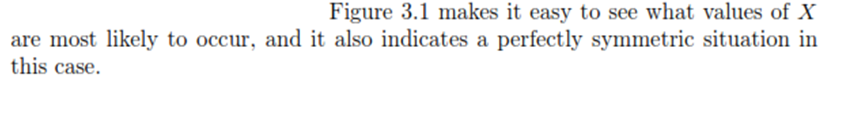 Figure 3.1 makes it easy to see what values of X
are most likely to occur, and it also indicates a perfectly symmetric situation in
this case.